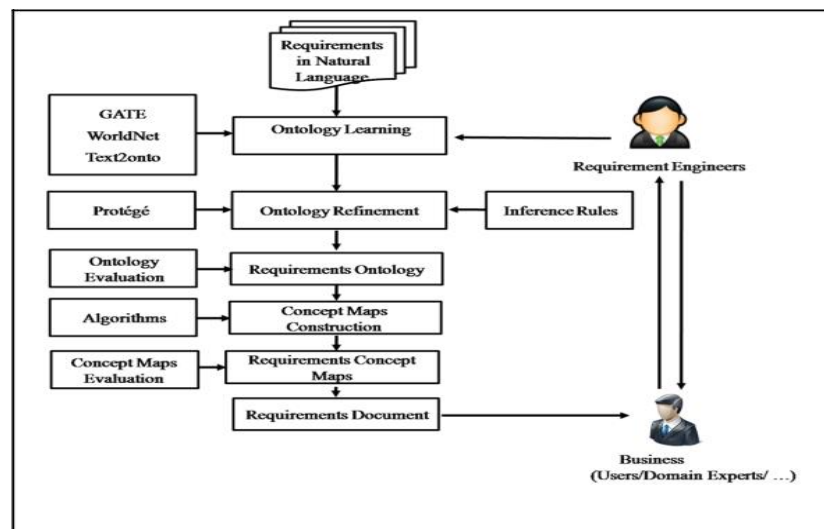 Requirements
in Natural
Language
GATE
WorldNet
Text2onto
Ontology Learning
Requirement Engineers
Protégé
Ontology Refinement
Inference Rules
Ontology
Evaluation
Requirements Ontology
Algorithms
Concept Maps
Construction
Concept Maps
Evaluation
Requirements Concept
Maps
Requirements Document
Business
(Users/Domain Experts/ ...)